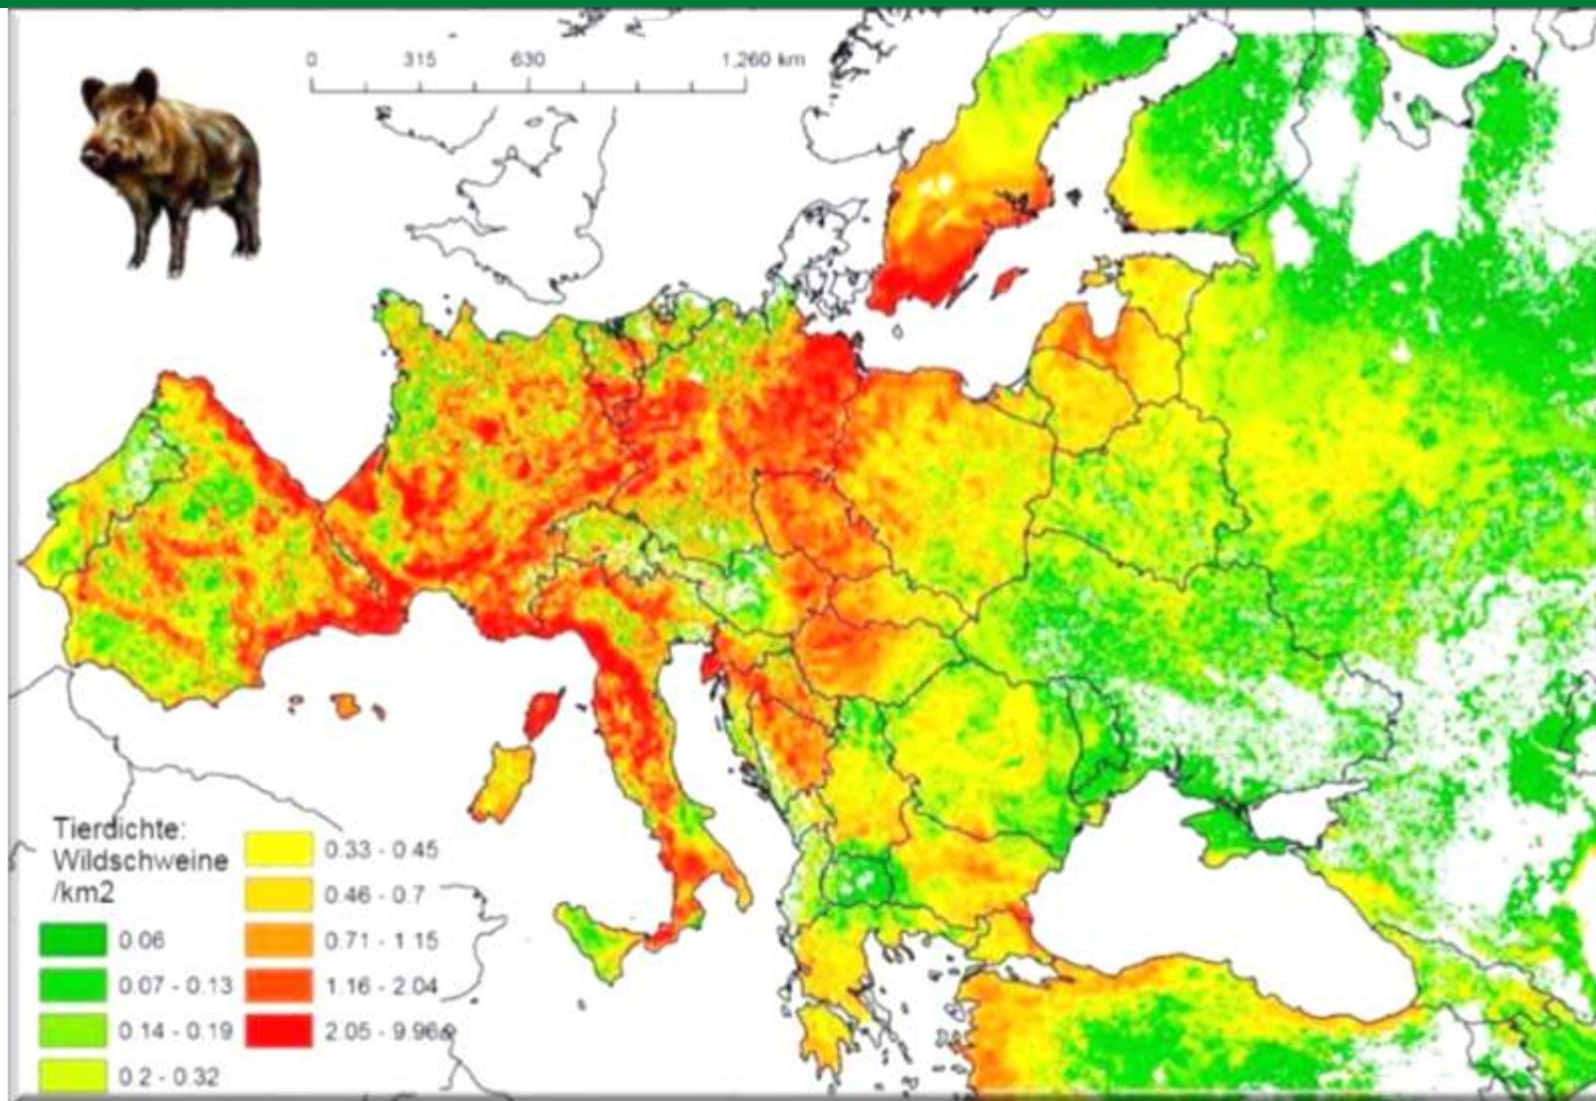 0 315 630 1,260 km
Tierdichte:
Wildschweine
/km2
0.06
0.07 - 0.13
0.14 - 0.19
0.2 - 0.32
0.33 - 0.45
0.46 - 0.7
0.71 - 1.15
1.16 - 2.04